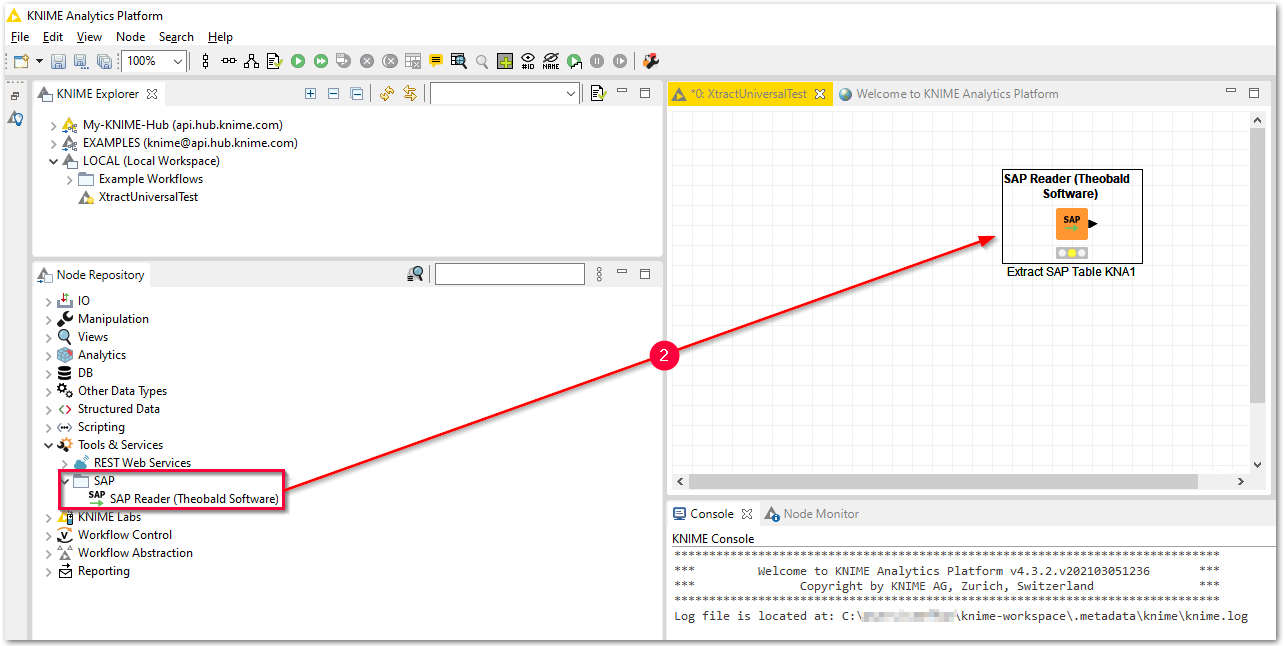 KNIME Analytics Platform
File Edit View Node Search Help
100%
#ID
NAME
KNIME Explorer
My-KNIME-Hub (api.hub.knime.com)
EXAMPLES (knime@api.hub.knime.com)
LOCAL (Local Workspace)
Example Workflows
XtractUniversalTest
Node Repository
IO
Manipulation
Views
Analytics
DB
Other Data Types
Structured Data
Scripting
Tools & Services
REST Web Services
SAP
SAP
SAP Reader (Theobald Software)
KNIME Labs
Workflow Control
Workflow Abstraction
Reporting
2
*0: XtractUniversalTest
Welcome to KNIME Analytics Platform
SAP Reader (Theobald
Software)
SAP
Extract SAP Table KNA1
Console
Node Monitor
KNIME Console
******************************************************************************
*** Welcome to KNIME Analytics Platform v4.3.2.v202103051236 ***
*** Copyright by KNIME AG, Zurich, Switzerland ***
******************************************************************************
Log file is located at: C:\ \knime-workspace\.metadata\knime\knime.log